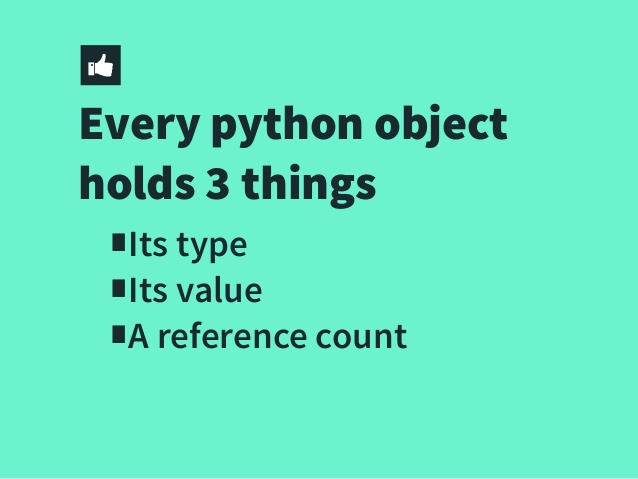 Every python object
holds 3 things
■Its type
■Its value
■A reference count